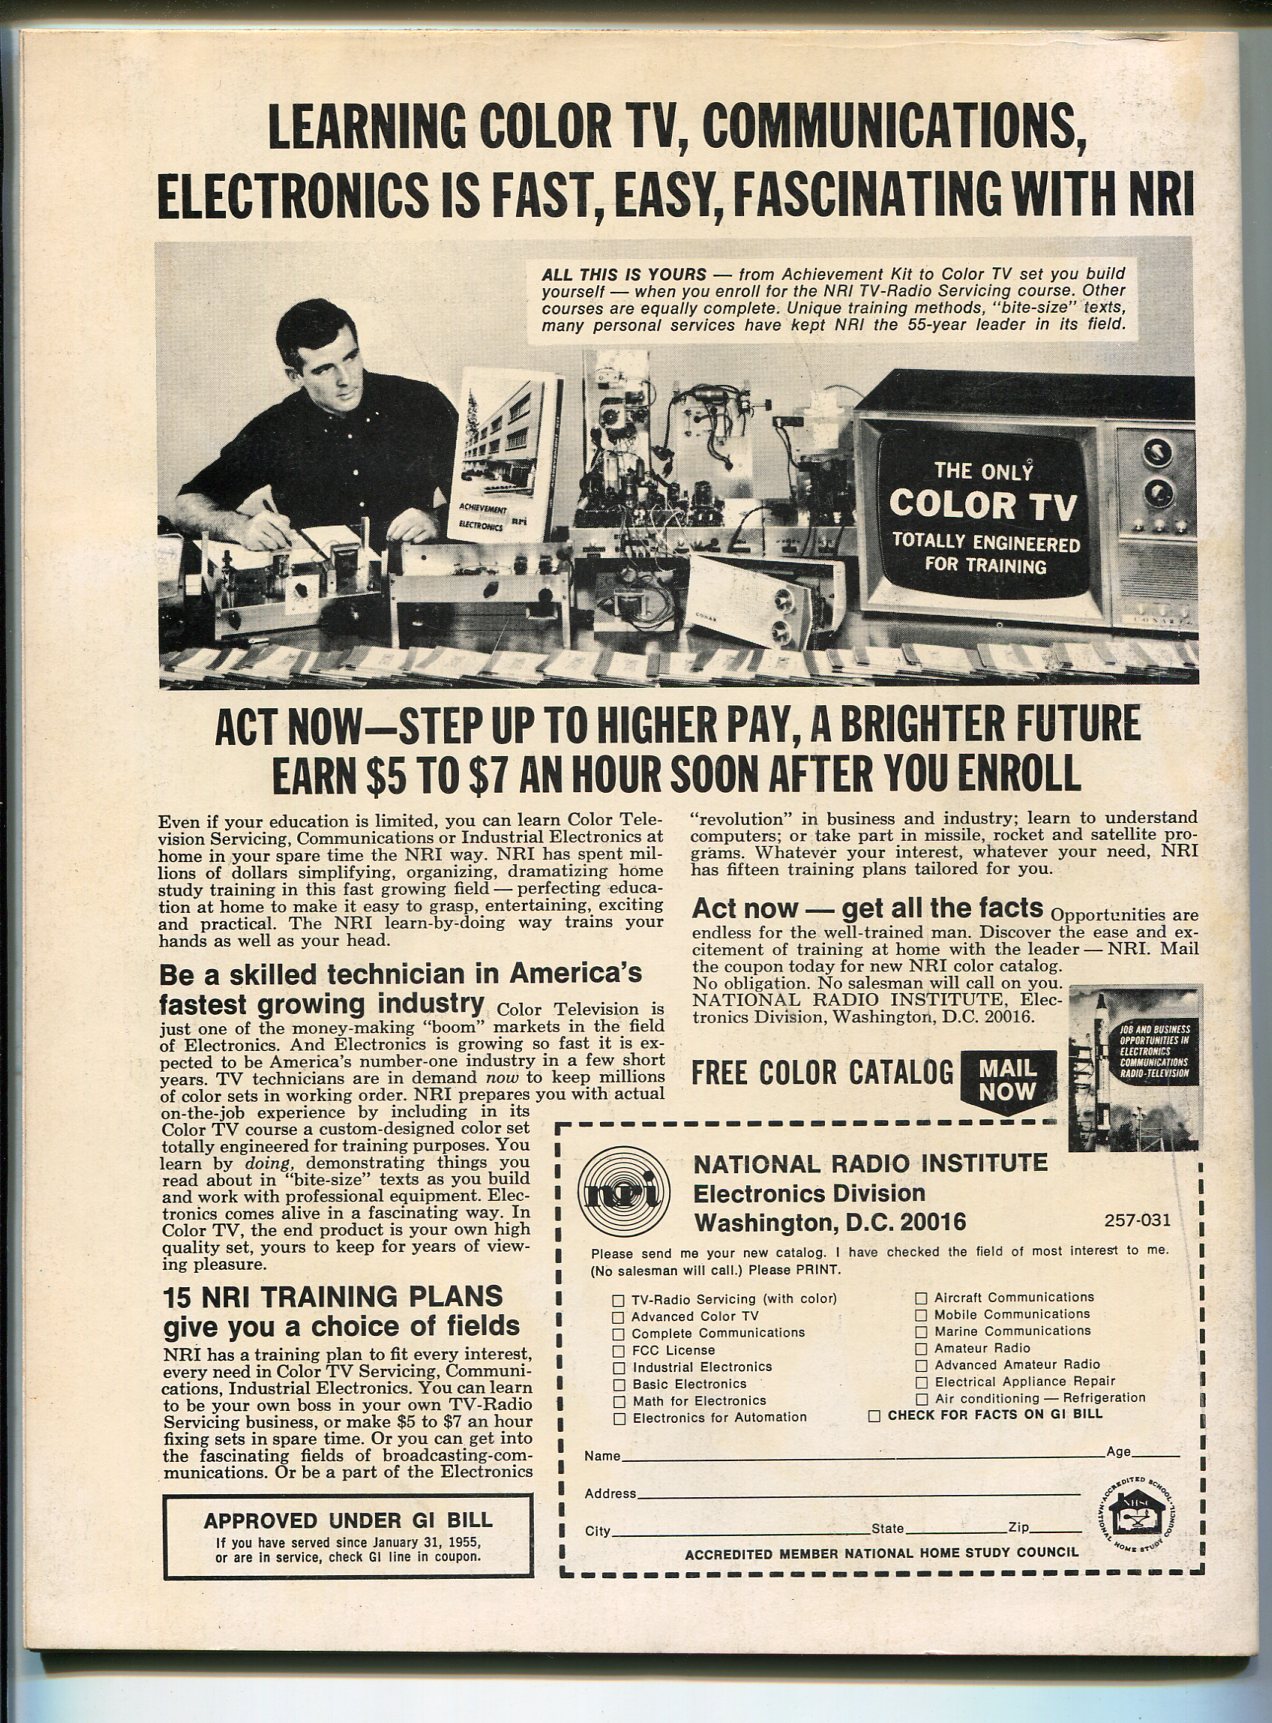 LEARNING COLOR TV, COMMUNICATIONS,
ELECTRONICS IS FAST, EASY, FASCINATING WITH NRI
ALL THIS IS YOURS — from Achievement Kit to Color TV set you build
yourself — when you enroll for the NRI TV-Radio Servicing course. Other
courses are equally complete. Unique training methods, "bite-size" texts,
many personal services have kept NRI the 55-year leader in its field.
ACHIEVEMENT
ELECTRONICS nri
THE ONLY
COLOR TV
TOTALLY ENGINEERED
FOR TRAINING
CONAR
CONAR
ACT NOW—STEP UP TO HIGHER PAY, A BRIGHTER FUTURE
EARN $5 TO $7 AN HOUR SOON AFTER YOU ENROLL
Even if your education is limited, you can learn Color Tele-
vision Servicing, Communications or Industrial Electronics at
home in your spare time the NRI way. NRI has spent mil-
lions of dollars simplifying, organizing, dramatizing home
study training in this fast growing field — perfecting educa-
tion at home to make it easy to grasp, entertaining, exciting
and practical. The NRI learn-by-doing way trains your
hands as well as your head.
Be a skilled technician in America's
fastest growing industry Color Television is
just one of the money-making "boom" markets in the field
of Electronics. And Electronics is growing so fast it is ex-
pected to be America's number-one industry in a few short
years. TV technicians are in demand now to keep millions
of color sets in working order. NRI prepares you with actual
on-the-job experience by including in its
Color TV course a custom-designed color set
totally engineered for training purposes. You
learn by doing, demonstrating things you
read about in "bite-size" texts as you build
and work with professional equipment. Elec-
tronics comes alive in a fascinating way. In
Color TV, the end product is your own high
quality set, yours to keep for years of view-
ing pleasure.
15 NRI TRAINING PLANS
give you a choice of fields
NRI has a training plan to fit every interest,
every need in Color TV Servicing, Communi-
cations, Industrial Electronics. You can learn
to be your own boss in your own TV-Radio
Servicing business, or make $5 to $7 an hour
fixing sets in spare time. Or you can get into
the fascinating fields of broadcasting-com-
munications. Or be a part of the Electronics
APPROVED UNDER GI BILL
If you have served since January 31, 1955,
or are in service, check GI line in coupon.
"revolution" in business and industry; learn to understand
computers; or take part in missile, rocket and satellite pro-
grams. Whatever your interest, whatever your need, NRI
has fifteen training plans tailored for you.
Act now — get all the facts Opportunities are
endless for the well-trained man. Discover the ease and ex-
citement of training at home with the leader — NRI. Mail
the coupon today for new NRI color catalog.
No obligation. No salesman will call on you.
NATIONAL RADIO INSTITUTE, Elec-
tronics Division, Washington, D.C. 20016.
FREE COLOR CATALOG
MAIL
NOW
JOB AND BUSINESS
OPPORTUNITIES IN
ELECTRONICS
COMMUNICATIONS
RADIO-TELEVISION
nri
NATIONAL RADIO INSTITUTE
Electronics Division
Washington, D.C. 20016 257-031
Please send me your new catalog. I have checked the field of most interest to me.
(No salesman will call.) Please PRINT.
☐ TV-Radio Servicing (with color)
☐ Advanced Color TV
☐ Complete Communications
☐ FCC License
☐ Industrial Electronics
☐ Basic Electronics
☐ Math for Electronics
☐ Electronics for Automation
☐ Aircraft Communications
☐ Mobile Communications
☐ Marine Communications
☐ Amateur Radio
☐ Advanced Amateur Radio
☐ Electrical Appliance Repair
☐ Air conditioning — Refrigeration
☐ CHECK FOR FACTS ON GI BILL
Name Age
Address
City State Zip
ACCREDITED MEMBER NATIONAL HOME STUDY COUNCIL
ACCREDITED SCHOOL
NATIONAL HOME STUDY COUNCIL
NHSC